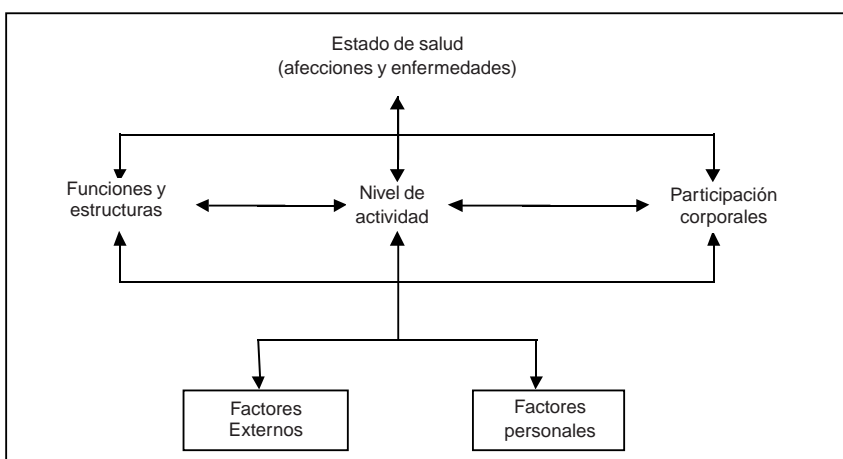 Estado de salud
(afecciones y enfermedades)
Funciones y
estructuras
Nivel de
actividad
Participación
corporales
Factores
Externos
Factores
personales